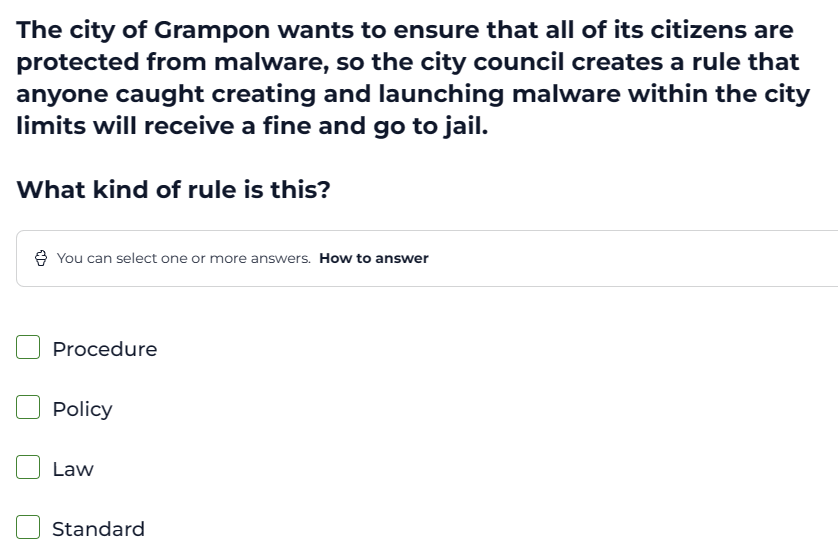 The city of Grampon wants to ensure that all of its citizens are
protected from malware, so the city council creates a rule that
anyone caught creating and launching malware within the city
limits will receive a fine and go to jail.
What kind of rule is this?
You can select one or more answers. How to answer
Procedure
Policy
Law
Standard